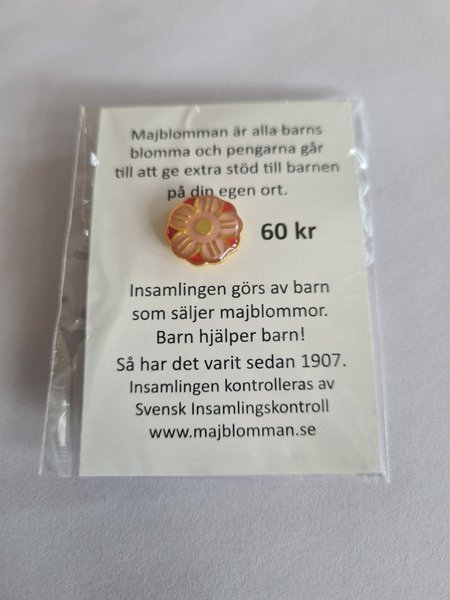 Majblomman är alla barns
blomma och pengarna går
till att ge extra stöd till barnen
på din egen ort.
60 kr
Insamlingen görs av barn
som säljer majblommor.
Barn hjälper barn!
Så har det varit sedan 1907.
Insamlingen kontrolleras av
Svensk Insamlingskontroll
www.majblomman.se